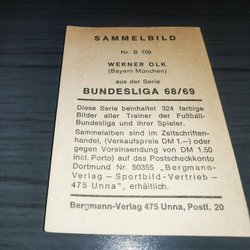 SAMMELBILD
Nr. B 109
WERNER OLK
(Bayern München)
aus der Serie
BUNDESLIGA 68/69
Diese Serie beinhaltet 324 farbige
Bilder aller Trainer der Fußball-
Bundesliga und ihrer Spieler.
Sammelalben sind im Zeitschriften-
handel, (Verkaufspreis DM 1.—) oder
gegen Voreinsendung von DM 1.50
incl. Porto) auf das Postscheckkonto
Dortmund Nr. 50355 „Bergmann-
Verlag — Sportbild-Vertrieb —
475 Unna", erhältlich.
Bergmann-Verlag 475 Unna, Postf. 20